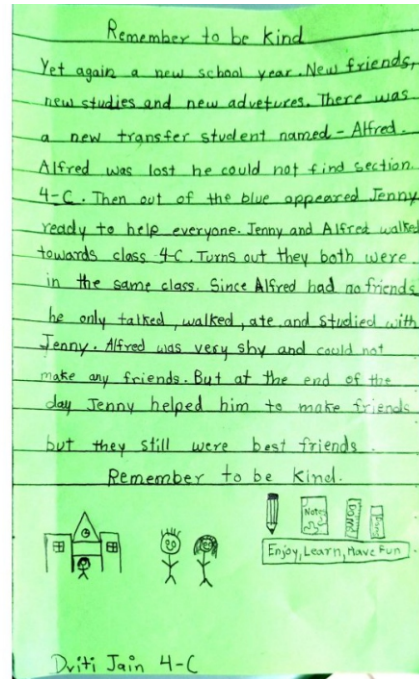 Remember to be kind
Yet again a new school year. New friends,
new studies and new advetures. There was
a new transfer student named - Alfred.
Alfred was lost he could not find section
4-C. Then out of the blue appeared Jenny
ready to help everyone. Jenny and Alfred walked
towards class 4-C. Turns out they both were
in the same class. Since Alfred had no friends
he only talked, walked, ate and studied with
Jenny. Alfred was very shy and could not
make any friends. But at the end of the
day Jenny helped him to make friends
but they still were best friends.
Remember to be kind.
Notes
Enjoy, Learn, Have Fun
Dviti Jain 4-C